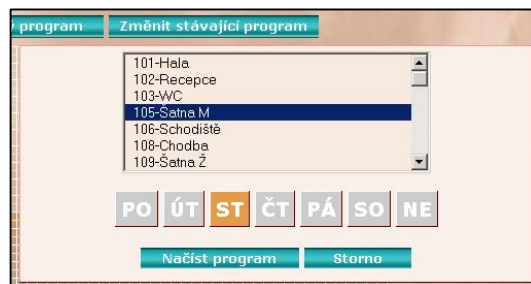 program Změnit stávající program
101-Hala
102-Recepce
103-WC
105-Šatna M
106-Schodiště
108-Chodba
109-Šatna Ž
PO ÚT ST ČT PÁ SO NE
Načíst program Storno